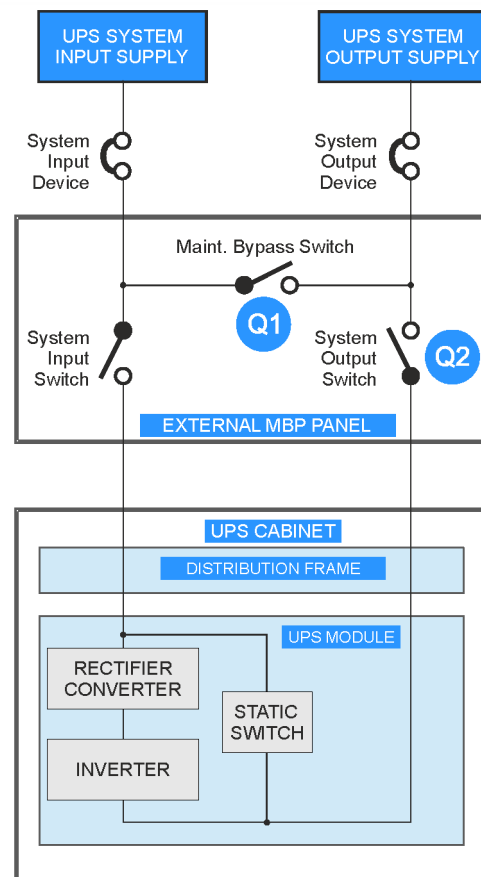 UPS SYSTEM
INPUT SUPPLY
UPS SYSTEM
OUTPUT SUPPLY
System
Input
Device
System
Output
Device
Maint. Bypass Switch
Q1
System
Input
Switch
System
Output
Switch
Q2
EXTERNAL MBP PANEL
UPS CABINET
DISTRIBUTION FRAME
UPS MODULE
RECTIFIER
CONVERTER
STATIC
SWITCH
INVERTER